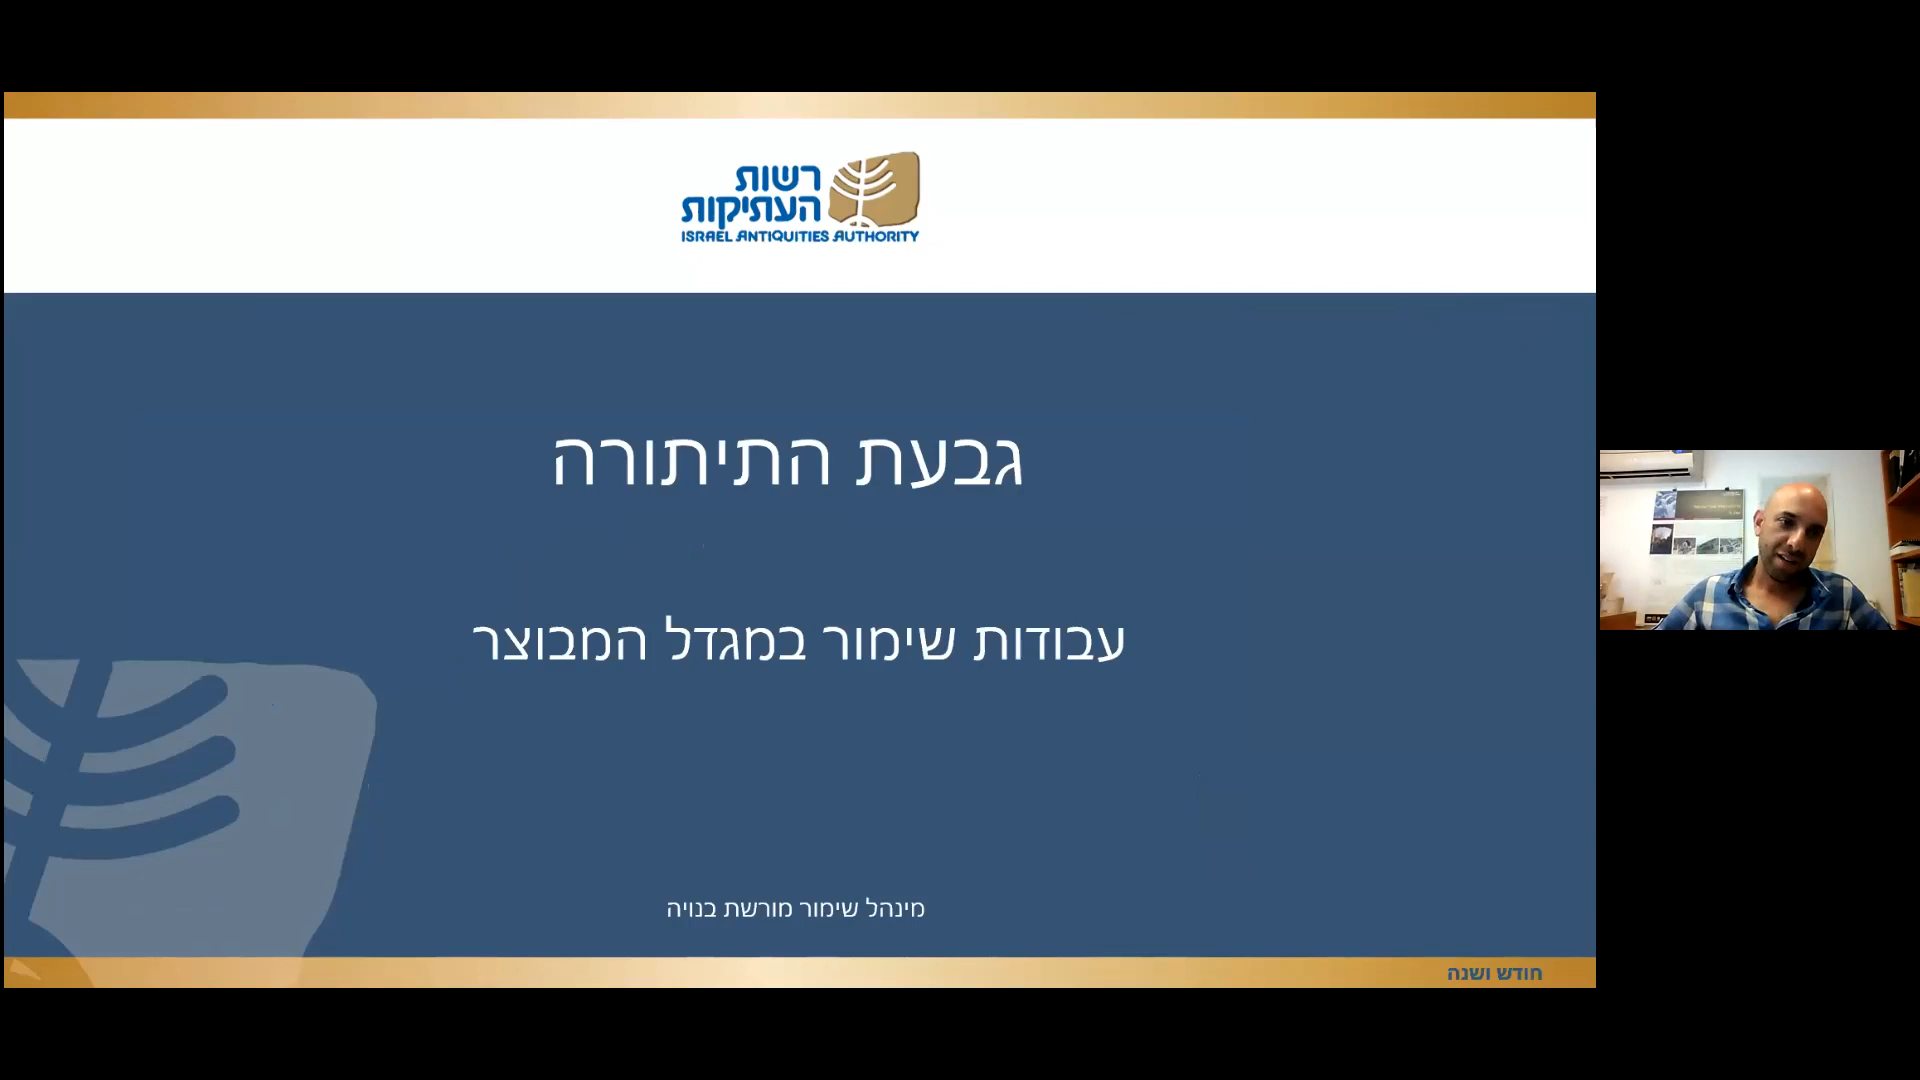 רשות
העתיקות
ISRAEL ANTIQUITIES AUTHORITY
גבעת התיתורה
עבודות שימור במגדל המבוצר
מינהל שימור מורשת בנויה
חודש ושנה